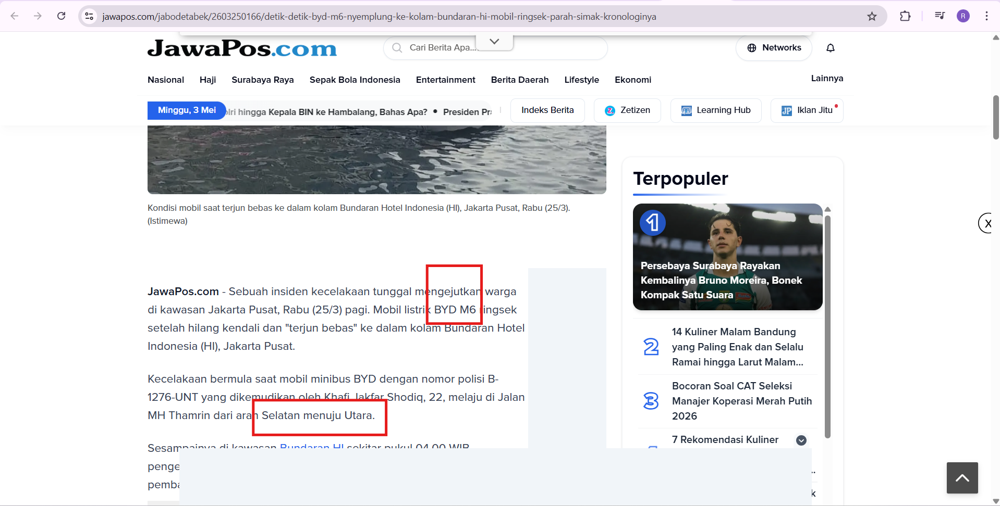 jawapos.com/jabodetabek/2603250166/detik-detik-byd-m6-nyemplung-ke-kolam-bundaran-hi-mobil-ringsek-parah-simak-kronologinya
R
JawaPos.com
Cari Berita Apa...
Networks
Nasional Haji Surabaya Raya Sepak Bola Indonesia Entertainment Berita Daerah Lifestyle Ekonomi Lainnya
Minggu, 3 Mei
olri hingga Kepala BIN ke Hambalang, Bahas Apa? • Presiden Pra
Indeks Berita
Zetizen
Learning Hub
JP Iklan Jitu
Kondisi mobil saat terjun bebas ke dalam kolam Bundaran Hotel Indonesia (HI), Jakarta Pusat, Rabu (25/3).
(Istimewa)
JawaPos.com - Sebuah insiden kecelakaan tunggal mengejutkan warga
di kawasan Jakarta Pusat, Rabu (25/3) pagi. Mobil listrik BYD M6 ringsek
setelah hilang kendali dan "terjun bebas" ke dalam kolam Bundaran Hotel
Indonesia (HI), Jakarta Pusat.
Kecelakaan bermula saat mobil minibus BYD dengan nomor polisi B-
1276-UNT yang dikemudikan oleh Khafi Jakfar Shodiq, 22, melaju di Jalan
MH Thamrin dari arah Selatan menuju Utara.
Sesampainya di kawasan Bundaran HI sekitar pukul 04.00 WIB
penge
pemba
Terpopuler
1
Persebaya Surabaya Rayakan
Kembalinya Bruno Moreira, Bonek
Kompak Satu Suara
2
14 Kuliner Malam Bandung
yang Paling Enak dan Selalu
Ramai hingga Larut Malam...
3
Bocoran Soal CAT Seleksi
Manajer Koperasi Merah Putih
2026
7 Rekomendasi Kuliner
..
k
X